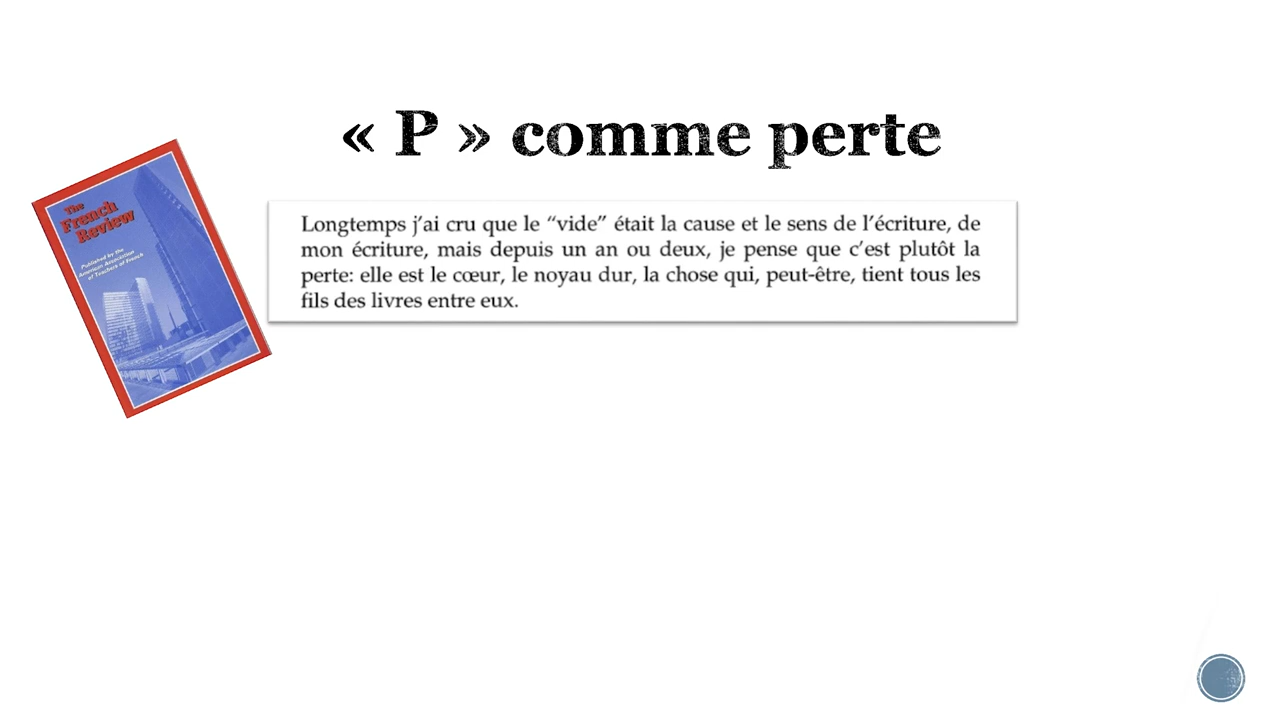 « P » comme perte
The
French
Review
Published by the
American Association
of Teachers of French
Longtemps j'ai cru que le “vide” était la cause et le sens de l'écriture, de
mon écriture, mais depuis un an ou deux, je pense que c'est plutôt la
perte: elle est le cœur, le noyau dur, la chose qui, peut-être, tient tous les
fils des livres entre eux.